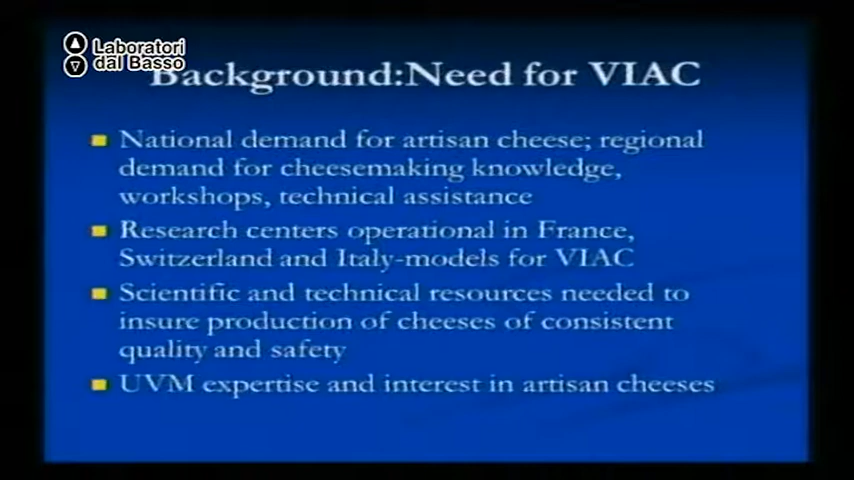 Laboratori
dal Basso
Background:Need for VIAC
National demand for artisan cheese; regional
demand for cheesemaking knowledge,
workshops, technical assistance
Research centers operational in France,
Switzerland and Italy-models for VIAC
Scientific and technical resources needed to
insure production of cheeses of consistent
quality and safety
UVM expertise and interest in artisan cheeses